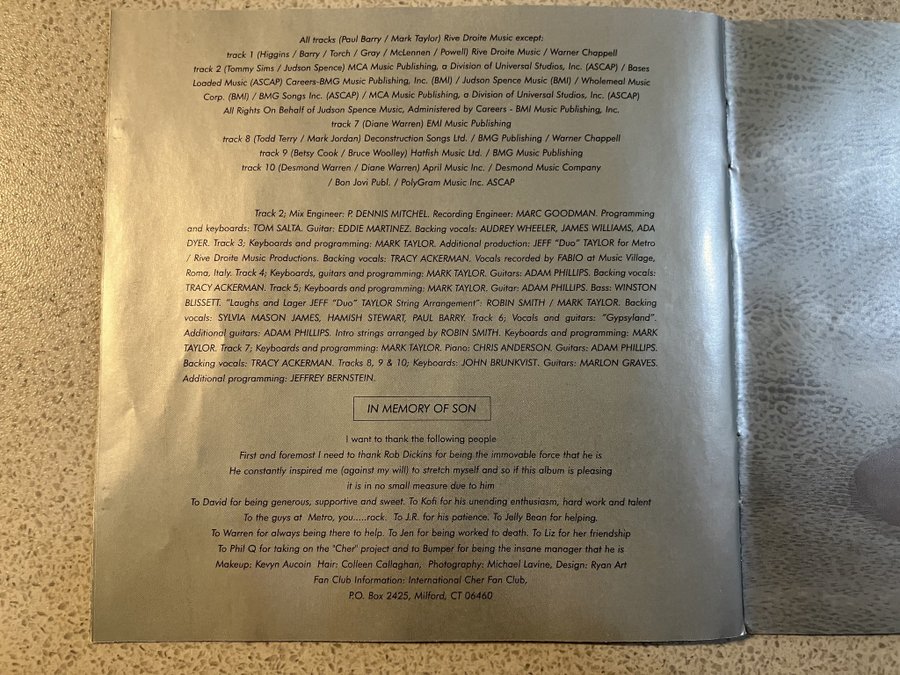 All tracks (Paul Barry / Mark Taylor) Rive Droite Music except:
track 1 (Higgins / Barry / Torch / Gray / McLennen / Powell) Rive Droite Music / Warner Chappell
track 2 (Tommy Sims / Judson Spence) MCA Music Publishing, a Division of Universal Studios, Inc. (ASCAP) / Bases
Loaded Music (ASCAP) Careers-BMG Music Publishing, Inc. (BMI) / Judson Spence Music (BMI) / Wholemeal Music
Corp. (BMI) / BMG Songs Inc. (ASCAP) / MCA Music Publishing, a Division of Universal Studios, Inc. (ASCAP)
All Rights On Behalf of Judson Spence Music, Administered by Careers - BMI Music Publishing, Inc.
track 7 (Diane Warren) EMI Music Publishing
track 8 (Todd Terry / Mark Jordan) Deconstruction Songs Ltd. / BMG Publishing / Warner Chappell
track 9 (Betsy Cook / Bruce Woolley) Hatfish Music Ltd. / BMG Music Publishing
track 10 (Desmond Warren / Diane Warren) April Music Inc. / Desmond Music Company
/ Bon Jovi Publ. / PolyGram Music Inc. ASCAP
Track 2; Mix Engineer: P. DENNIS MITCHEL. Recording Engineer: MARC GOODMAN. Programming
and keyboards: TOM SALTA. Guitar: EDDIE MARTINEZ. Backing vocals: AUDREY WHEELER, JAMES WILLIAMS, ADA
DYER. Track 3; Keyboards and programming: MARK TAYLOR. Additional production: JEFF "Duo" TAYLOR for Metro
/ Rive Droite Music Productions. Backing vocals: TRACY ACKERMAN. Vocals recorded by FABIO at Music Village,
Roma, Italy. Track 4; Keyboards, guitars and programming: MARK TAYLOR. Guitars: ADAM PHILLIPS. Backing vocals:
TRACY ACKERMAN. Track 5; Keyboards and programming: MARK TAYLOR. Guitar: ADAM PHILLIPS. Bass: WINSTON
BLISSETT. "Laughs and Lager JEFF "Duo" TAYLOR String Arrangement": ROBIN SMITH / MARK TAYLOR. Backing
vocals: SYLVIA MASON JAMES, HAMISH STEWART, PAUL BARRY. Track 6; Vocals and guitars: "Gypsyland".
Additional guitars: ADAM PHILLIPS. Intro strings arranged by ROBIN SMITH. Keyboards and programming: MARK
TAYLOR. Track 7; Keyboards and programming: MARK TAYLOR. Piano: CHRIS ANDERSON. Guitars: ADAM PHILLIPS.
Backing vocals: TRACY ACKERMAN. Tracks 8, 9 & 10; Keyboards: JOHN BRUNKVIST. Guitars: MARLON GRAVES.
Additional programming: JEFFREY BERNSTEIN.
IN MEMORY OF SON
I want to thank the following people
First and foremost I need to thank Rob Dickins for being the immovable force that he is
He constantly inspired me (against my will) to stretch myself and so if this album is pleasing
it is in no small measure due to him
To David for being generous, supportive and sweet. To Kofi for his unending enthusiasm, hard work and talent
To the guys at Metro, you.....rock. To J.R. for his patience. To Jelly Bean for helping.
To Warren for always being there to help. To Jen for being worked to death. To Liz for her friendship
To Phil Q for taking on the "Cher" project and to Bumper for being the insane manager that he is
Makeup: Kevyn Aucoin Hair: Colleen Callaghan, Photography: Michael Lavine, Design: Ryan Art
Fan Club Information: International Cher Fan Club,
P.O. Box 2425, Milford, CT 06460